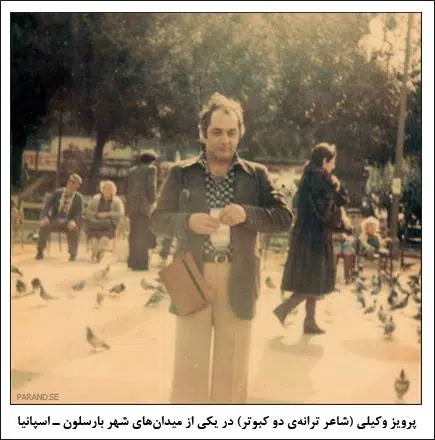 PARAND.SE
پرویز وکیلی (شاعر ترانه‌ی دو کبوتر) در یکی از میدان‌های شهر بارسلون ـ اسپانیا